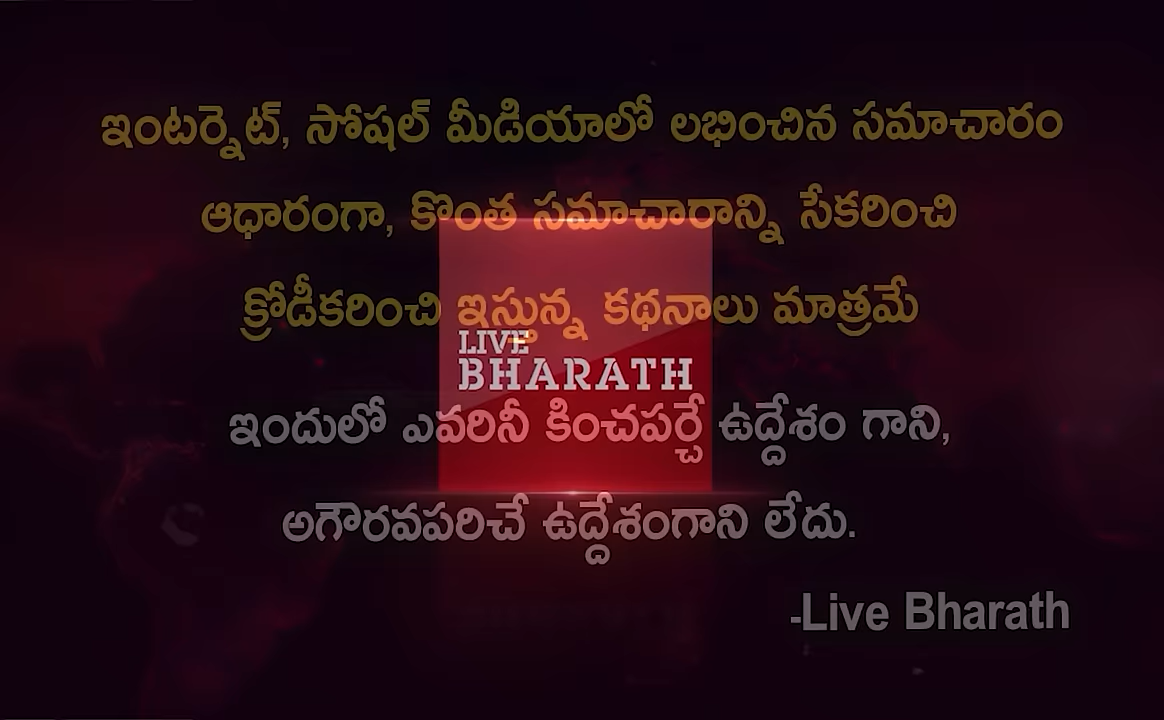 ఇంటర్నెట్, సోషల్ మీడియాలో లభించిన సమాచారం
ఆధారంగా, కొంత సమాచారాన్ని సేకరించి
క్రోడీకరించి ఇస్తున్న కథనాలు మాత్రమే
LIVE
BHARATH
ఇందులో ఎవరినీ కించపర్చే ఉద్దేశం గాని,
అగౌరవపరిచే ఉద్దేశంగాని లేదు.
-Live Bharath